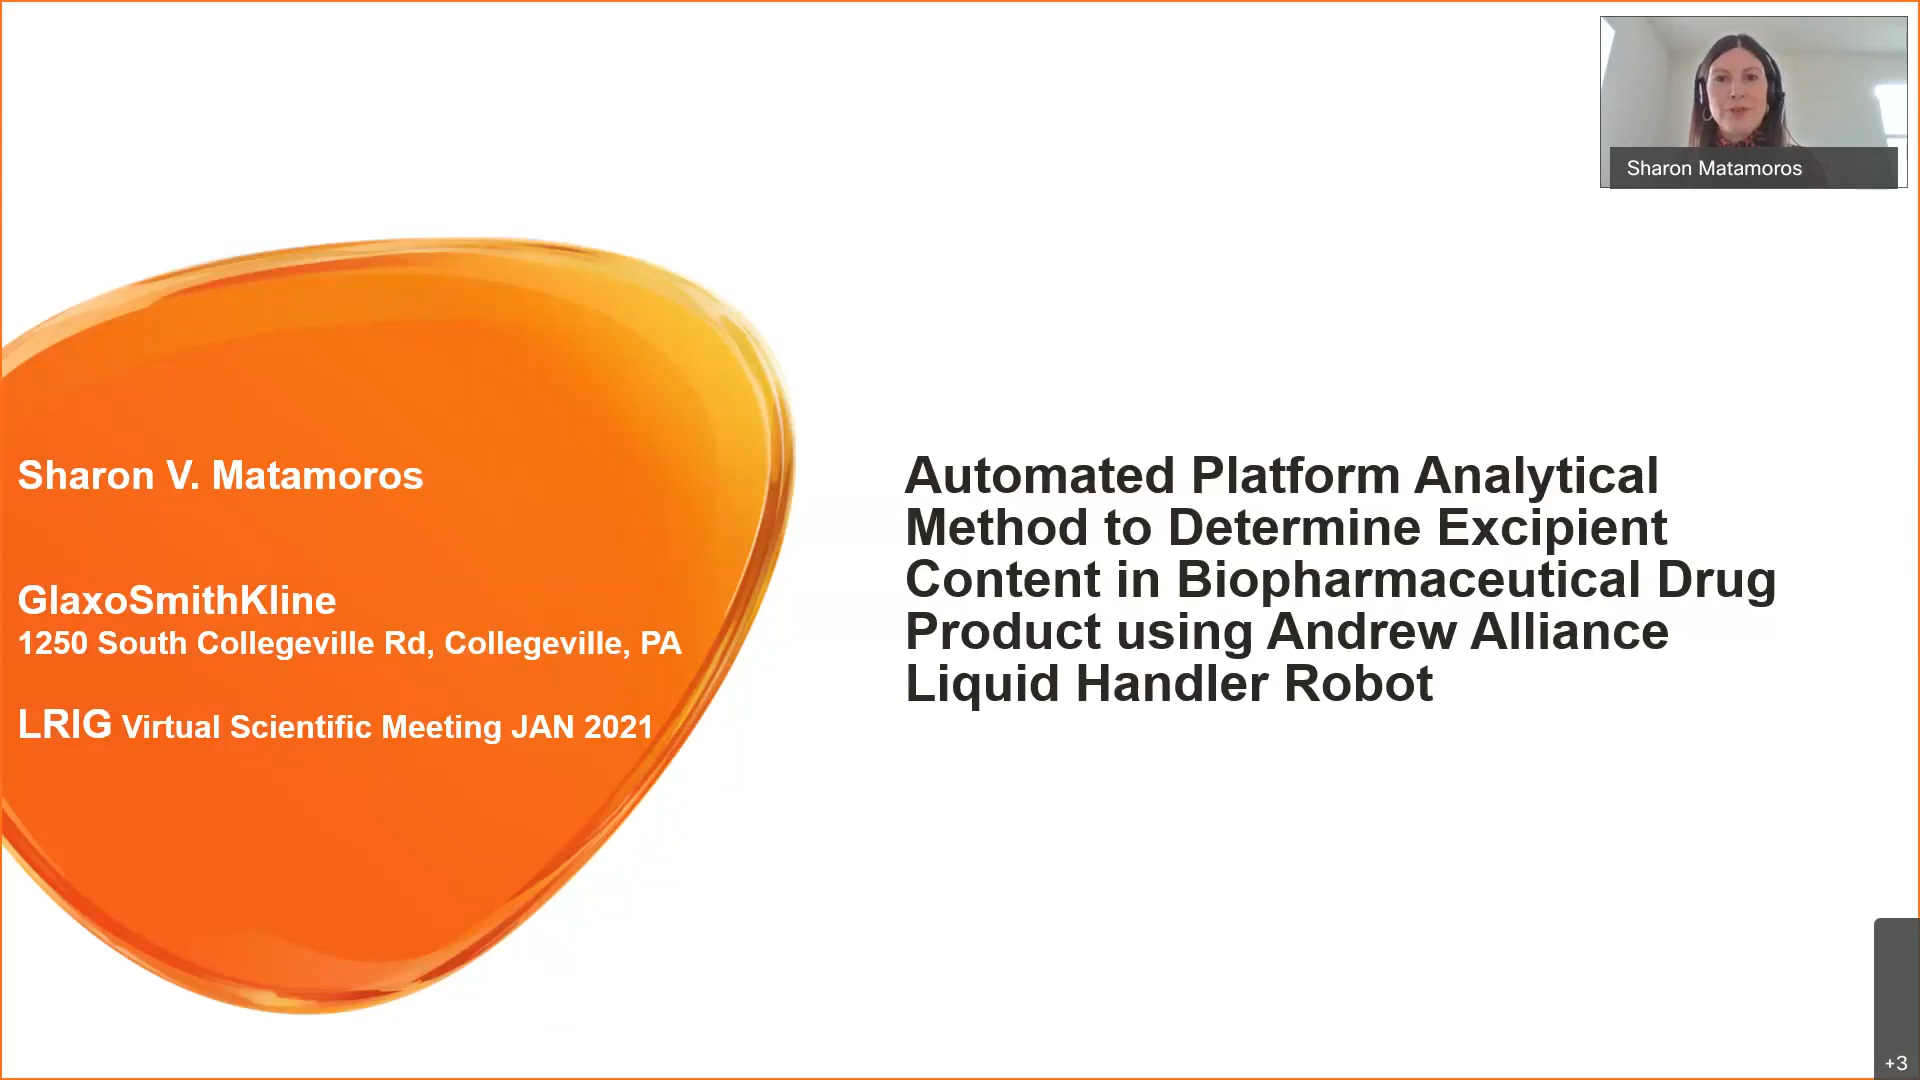 Sharon Matamoros
Sharon V. Matamoros
GlaxoSmithKline
1250 South Collegeville Rd, Collegeville, PA
LRIG Virtual Scientific Meeting JAN 2021
Automated Platform Analytical
Method to Determine Excipient
Content in Biopharmaceutical Drug
Product using Andrew Alliance
Liquid Handler Robot
+3